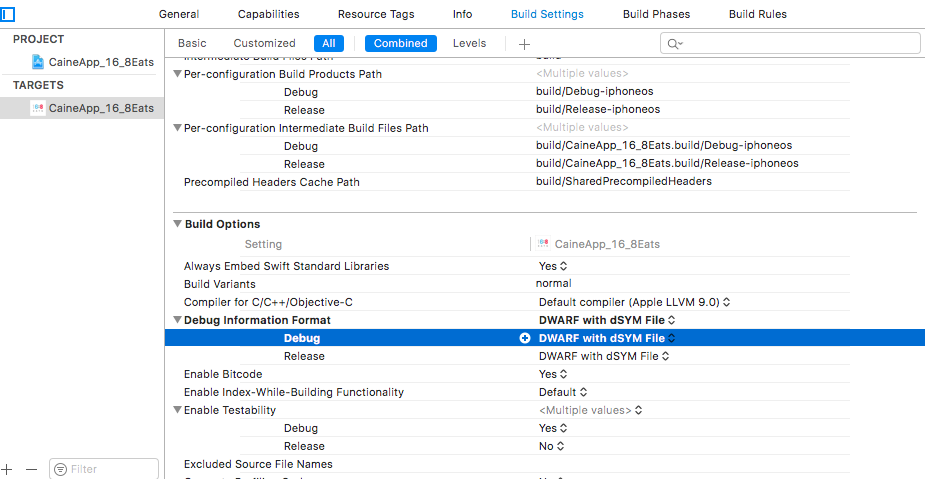 General Capabilities Resource Tags Info Build Settings Build Phases Build Rules
PROJECT
CaineApp_16_8Eats
TARGETS
CaineApp_16_8Eats
Filter
Basic Customized All Combined Levels
Intermediate Build Files Path build
Per-configuration Build Products Path <Multiple values>
Debug build/Debug-iphoneos
Release build/Release-iphoneos
Per-configuration Intermediate Build Files Path <Multiple values>
Debug build/CaineApp_16_8Eats.build/Debug-iphoneos
Release build/CaineApp_16_8Eats.build/Release-iphoneos
Precompiled Headers Cache Path build/SharedPrecompiledHeaders
Build Options
Setting CaineApp_16_8Eats
Always Embed Swift Standard Libraries Yes
Build Variants normal
Compiler for C/C++/Objective-C Default compiler (Apple LLVM 9.0)
Debug Information Format DWARF with dSYM File
Debug DWARF with dSYM File
Release DWARF with dSYM File
Enable Bitcode Yes
Enable Index-While-Building Functionality Default
Enable Testability <Multiple values>
Debug Yes
Release No
Excluded Source File Names